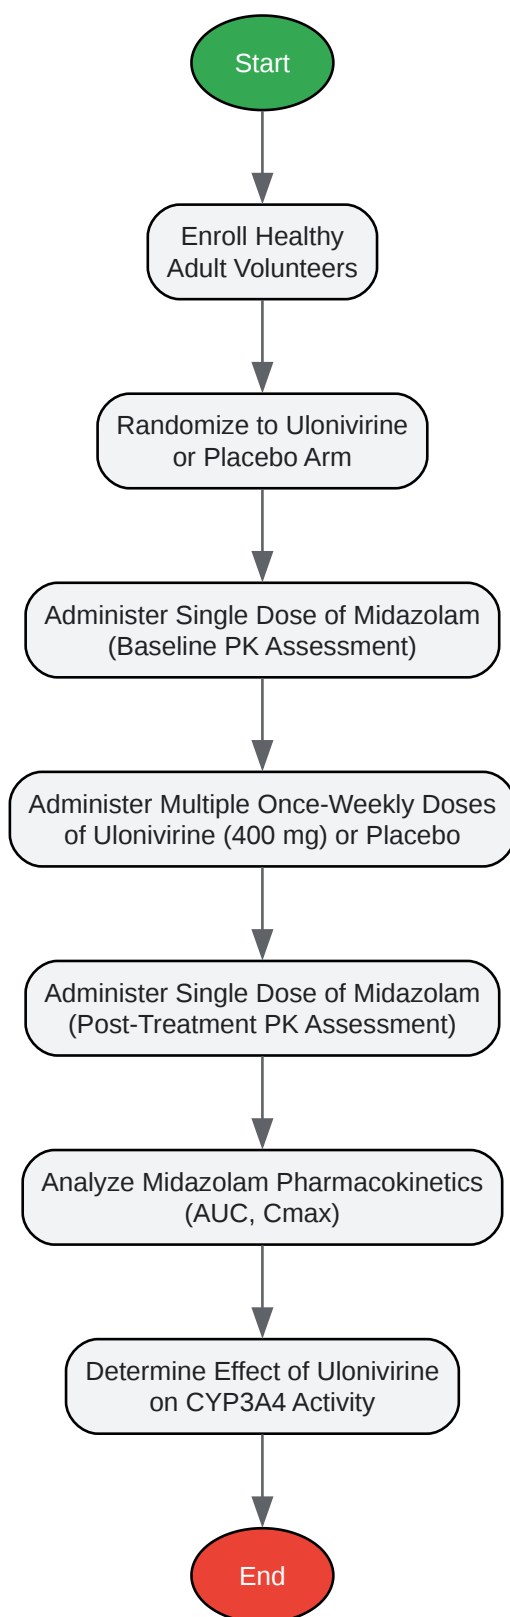 Start
Enroll Healthy
Adult Volunteers
Randomize to Ulonivirine
or Placebo Arm
Administer Single Dose of Midazolam
(Baseline PK Assessment)
Administer Multiple Once-Weekly Doses
of Ulonivirine (400 mg) or Placebo
Administer Single Dose of Midazolam
(Post-Treatment PK Assessment)
Analyze Midazolam Pharmacokinetics
(AUC, Cmax)
Determine Effect of Ulonivirine
on CYP3A4 Activity
End